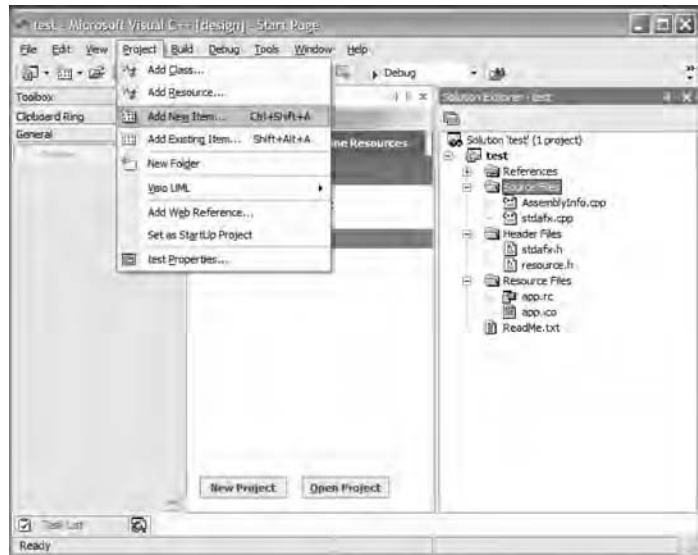 test - Microsoft Visual C++ [design] - Start Page
File Edit View Project Build Debug Tools Window Help
Debug
Toolbox
Clipboard Ring
General
Add Class...
Add Resource...
Add New Item... Ctrl+Shift+A
Add Existing Item... Shift+Alt+A
New Folder
Visio UML
Add Web Reference...
Set as StartUp Project
test Properties...
Resources
Solution Explorer - test
Solution 'test' (1 project)
test
References
Source Files
AssemblyInfo.cpp
stdafx.cpp
Header Files
stdafx.h
resource.h
Resource Files
app.rc
app.ico
ReadMe.txt
New Project Open Project
Task List
Ready